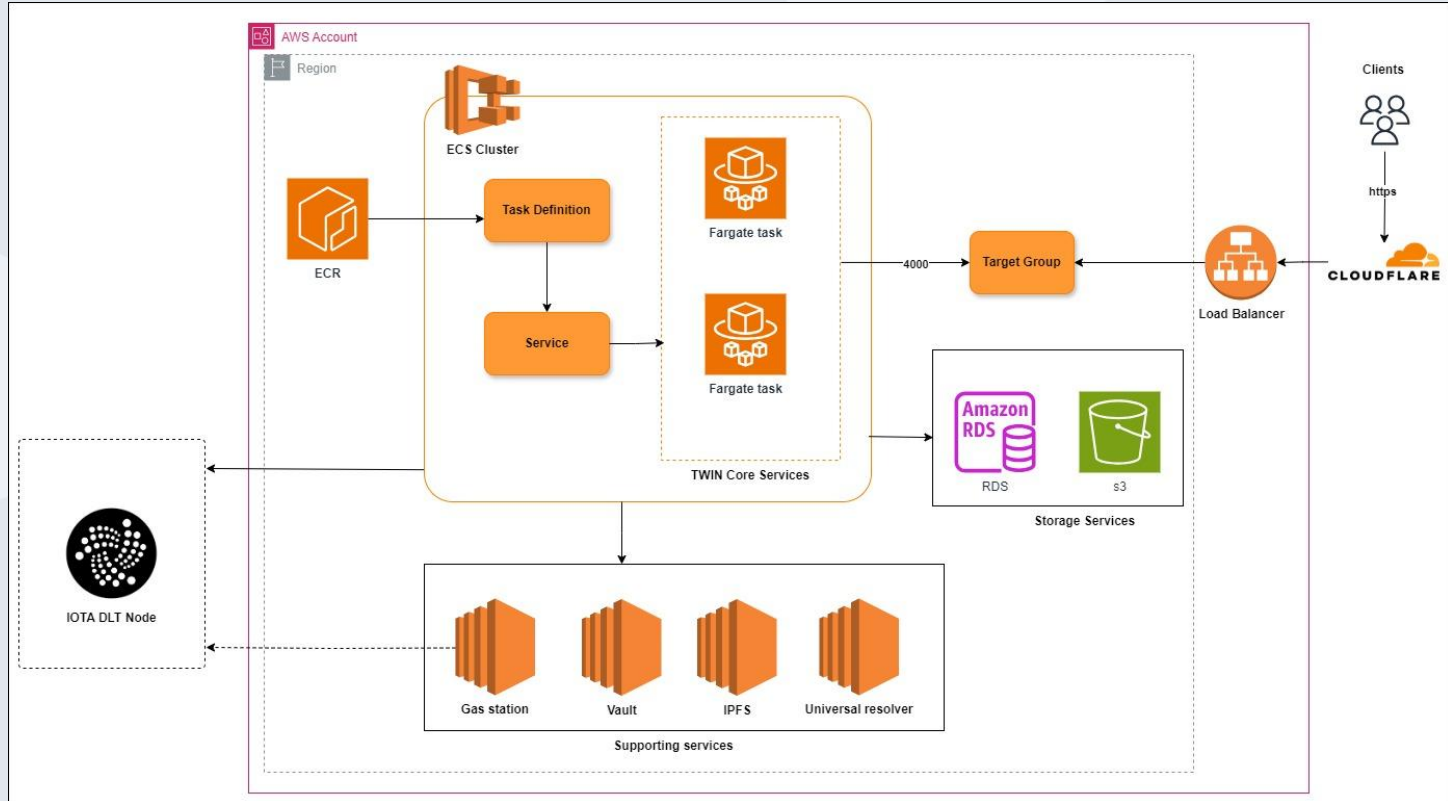 AWS Account
Region
Clients
ECS Cluster
https
Task Definition
Fargate task
ECR
4000
Target Group
CLOUDFLARE
Load Balancer
Service
Fargate task
Amazon
RDS
TWIN Core Services
RDS
s3
Storage Services
IOTA DLT Node
Gas station
Vault
IPFS
Universal resolver
Supporting services